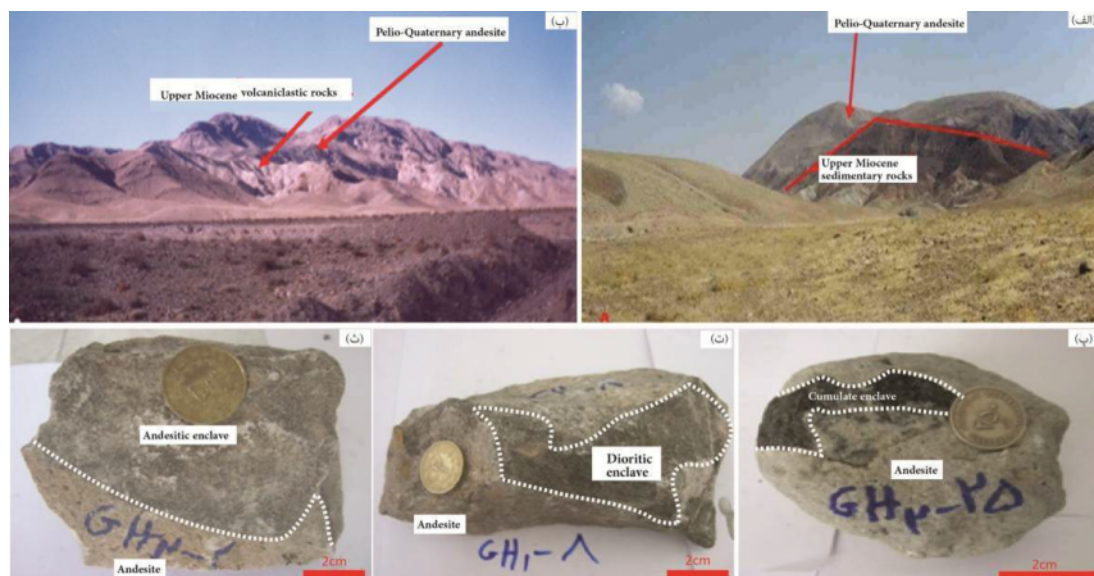 (الف)
Pelio-Quaternary andesite
Upper Miocene
sedimentary rocks
(ب)
Pelio-Quaternary andesite
Upper Miocene volcaniclastic rocks
(پ)
Cumulate enclave
Andesite
GH۳-۲۵
2cm
(ت)
Dioritic
enclave
Andesite
GH۱-۸
2cm
(ث)
Andesitic enclave
Andesite
2cm